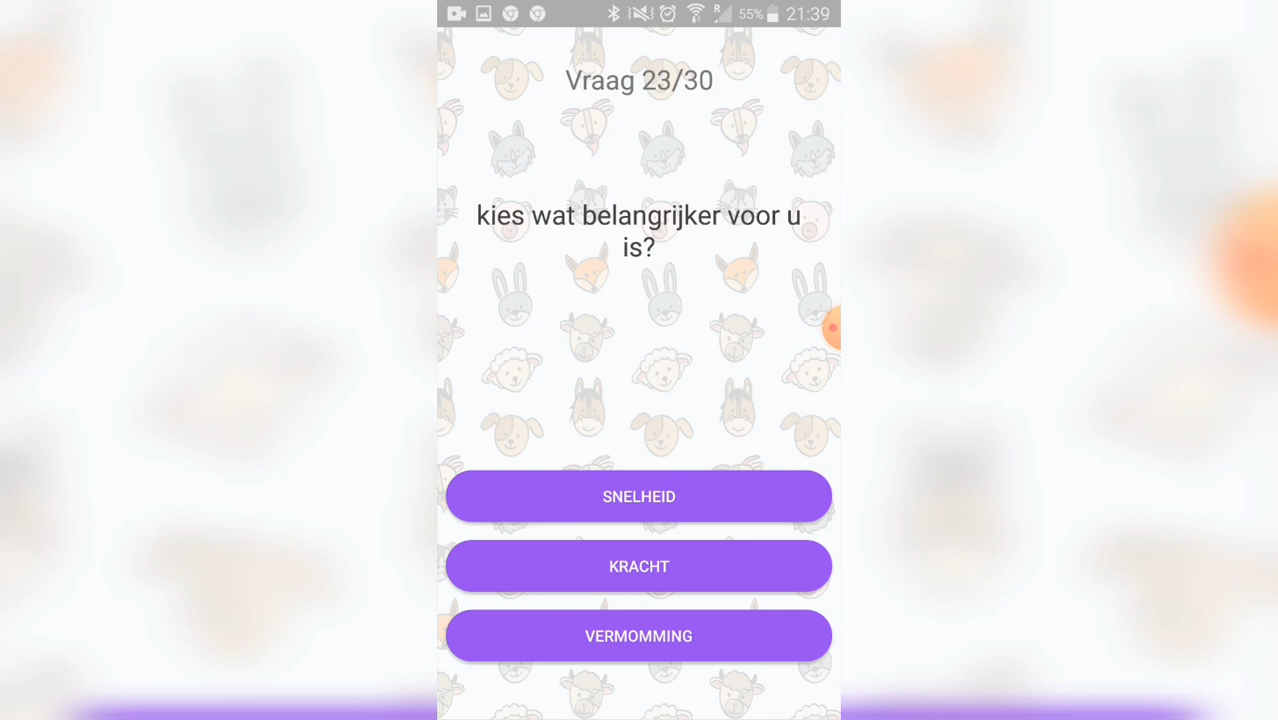 R 55% 21:39
Vraag 23/30
kies wat belangrijker voor u
is?
SNELHEID
KRACHT
VERMOMMING